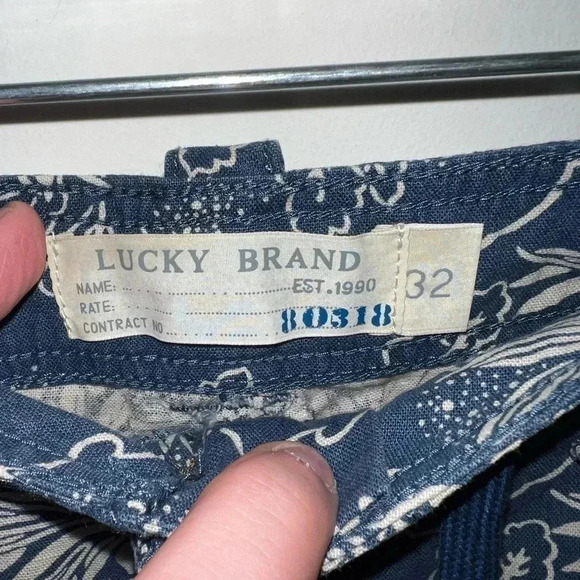 LUCKY BRAND
NAME: EST.1990
RATE:
CONTRACT NO 80318
32